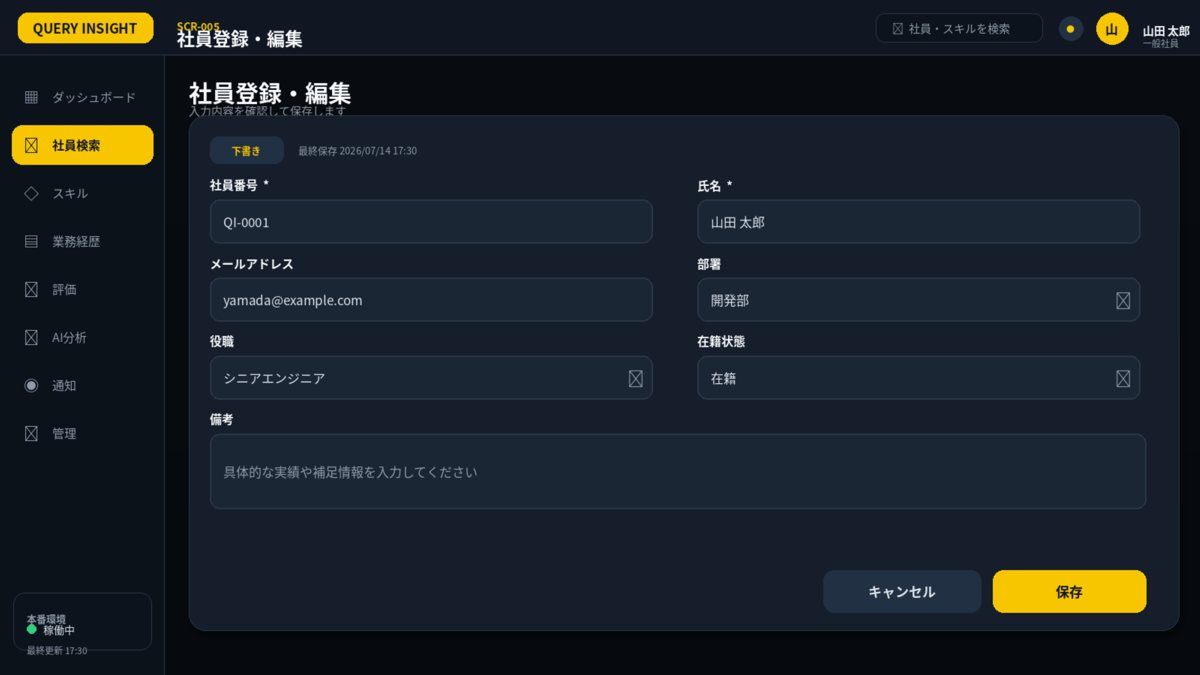 QUERY INSIGHT
SCR-005
社員登録・編集
社員・スキルを検索
山
山田 太郎
一般社員
ダッシュボード
社員検索
スキル
業務経歴
評価
AI分析
通知
管理
本番環境
稼働中
最終更新 17:30
社員登録・編集
入力内容を確認して保存します
下書き
最終保存 2026/07/14 17:30
社員番号 *
QI-0001
氏名 *
山田 太郎
メールアドレス
yamada@example.com
部署
開発部
役職
シニアエンジニア
在籍状態
在籍
備考
具体的な実績や補足情報を入力してください
キャンセル
保存